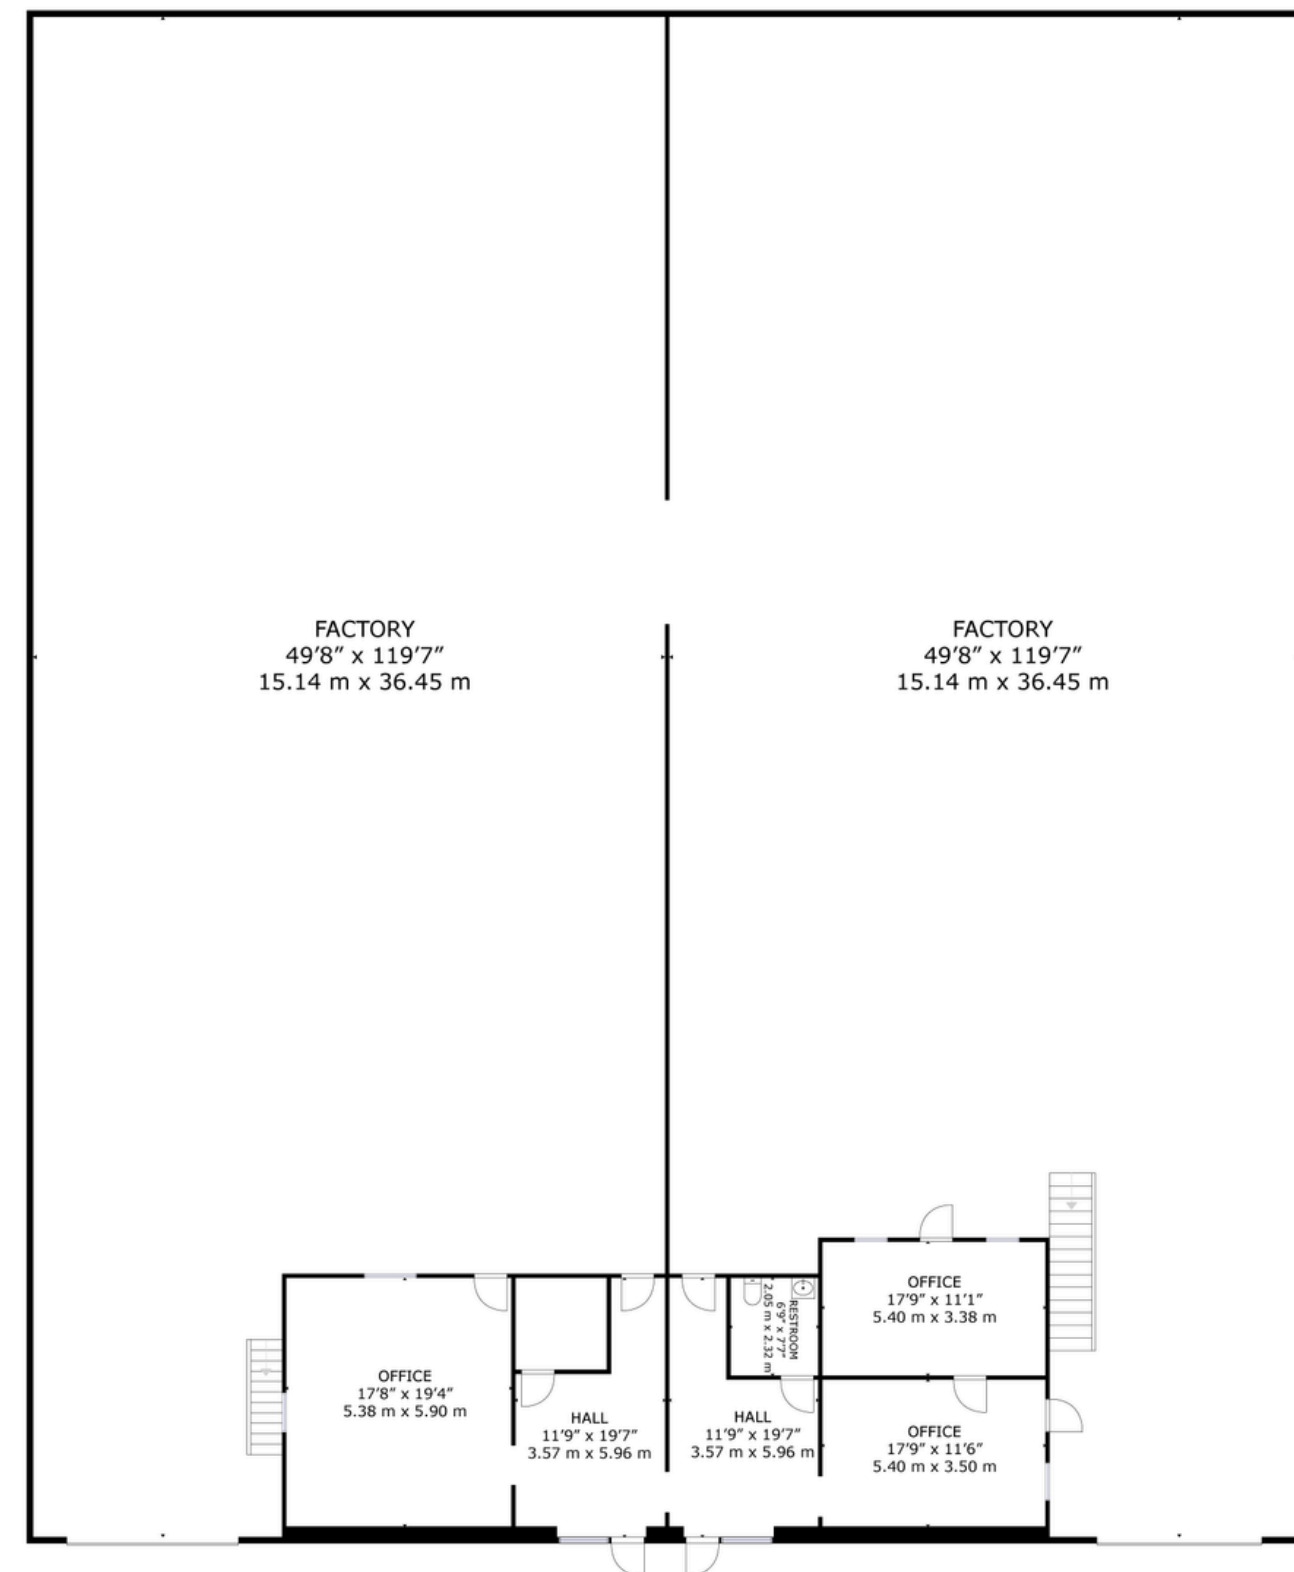 FACTORY
49'8" x 119'7"
15.14 m x 36.45 m
FACTORY
49'8" x 119'7"
15.14 m x 36.45 m
OFFICE
17'9" x 11'1"
5.40 m x 3.38 m
RESTROOM
6'9" x 7'7"
2.05 m x 2.32 m
OFFICE
17'8" x 19'4"
5.38 m x 5.90 m
HALL
11'9" x 19'7"
3.57 m x 5.96 m
HALL
11'9" x 19'7"
3.57 m x 5.96 m
OFFICE
17'9" x 11'6"
5.40 m x 3.50 m